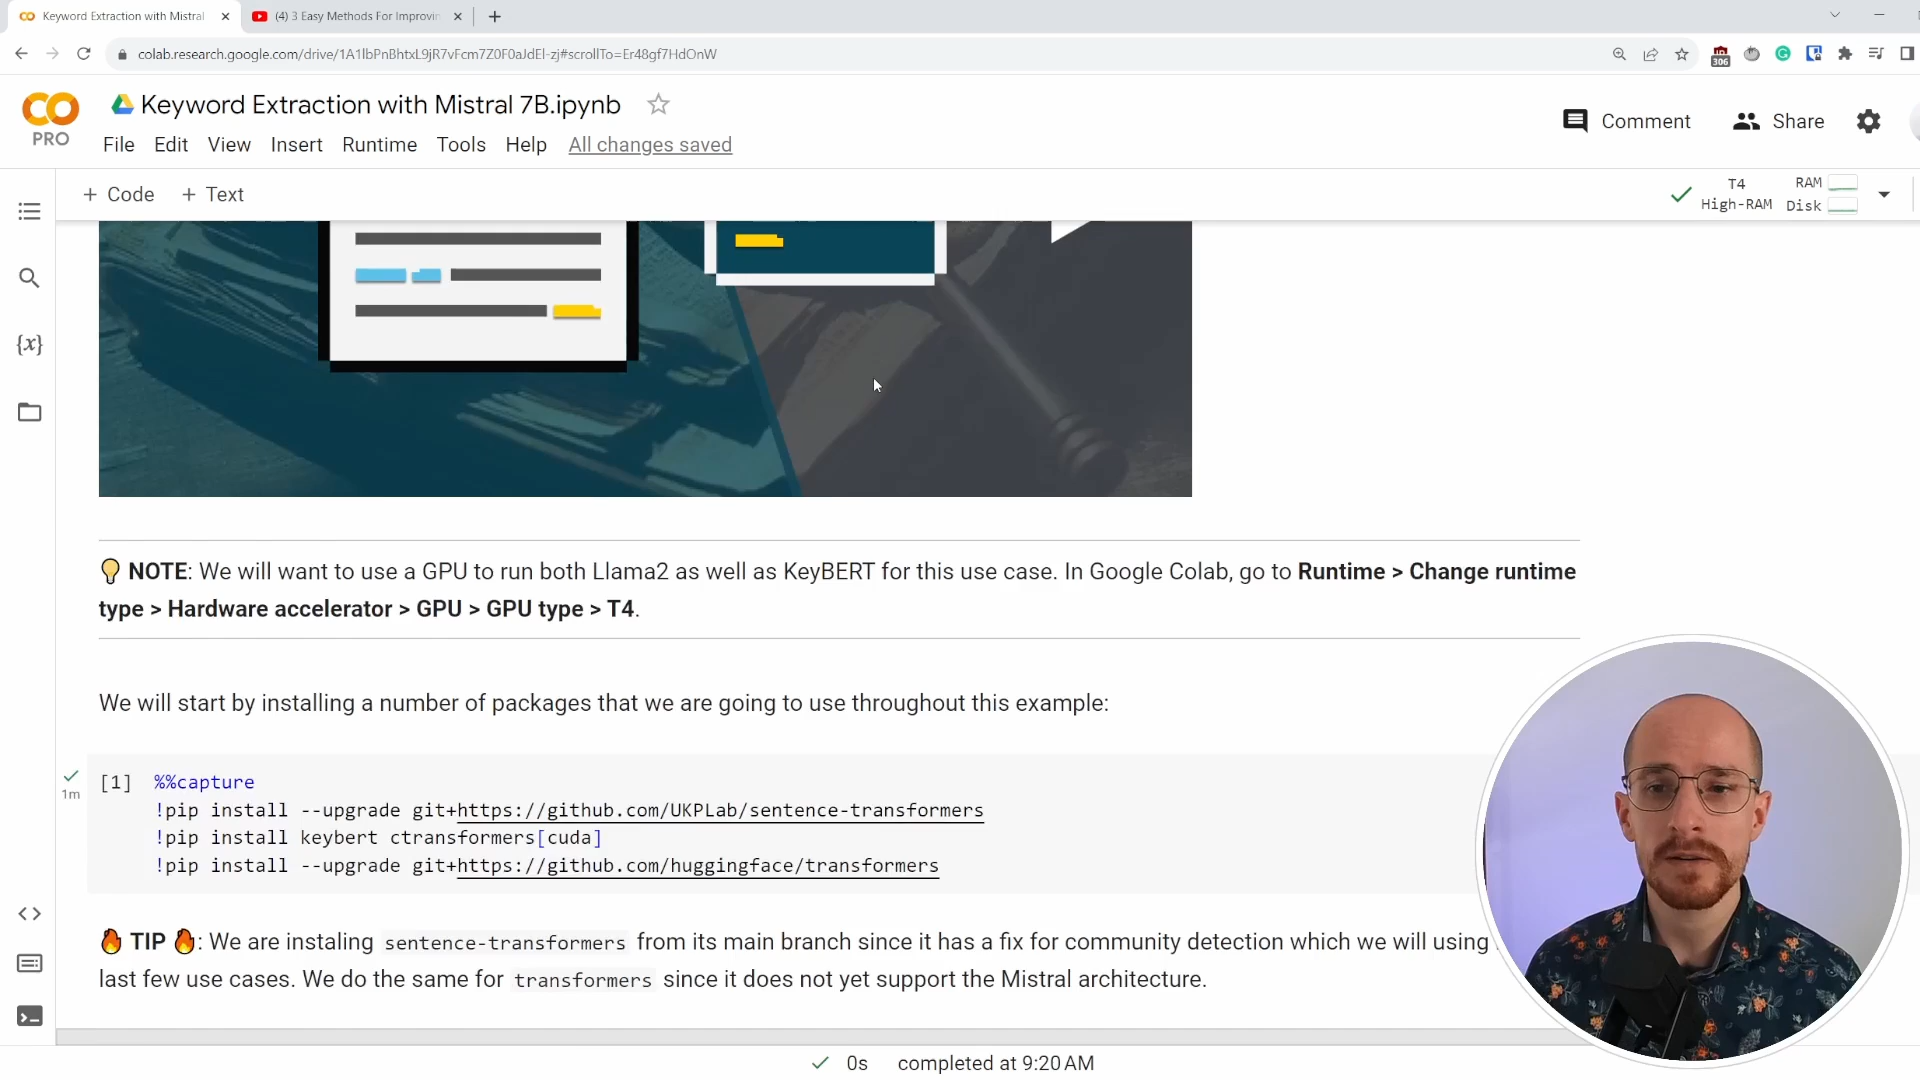 Keyword Extraction with Mistral
(4) 3 Easy Methods For Improvin
colab.research.google.com/drive/1A1lbPnBhtxL9jR7vFcm7Z0F0aJdEl-zj#scrollTo=Er48gf7HdOnW
306
Keyword Extraction with Mistral 7B.ipynb
PRO
File Edit View Insert Runtime Tools Help All changes saved
Comment
Share
+ Code + Text
T4
High-RAM
RAM
Disk
{x}
NOTE: We will want to use a GPU to run both Llama2 as well as KeyBERT for this use case. In Google Colab, go to Runtime > Change runtime
type > Hardware accelerator > GPU > GPU type > T4.
We will start by installing a number of packages that we are going to use throughout this example:
1m
[1] %%capture
!pip install --upgrade git+https://github.com/UKPLab/sentence-transformers
!pip install keybert ctransformers[cuda]
!pip install --upgrade git+https://github.com/huggingface/transformers
TIP : We are instaling sentence-transformers from its main branch since it has a fix for community detection which we will using
last few use cases. We do the same for transformers since it does not yet support the Mistral architecture.
0s completed at 9:20 AM